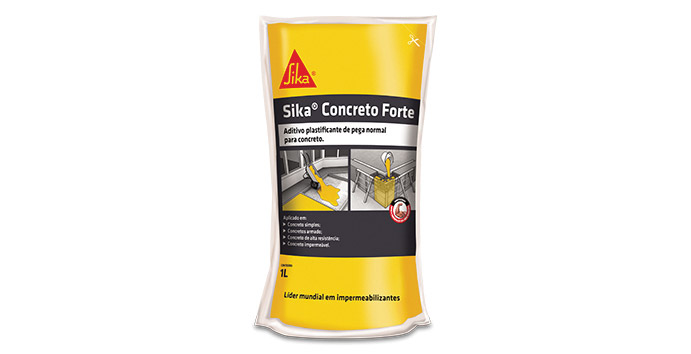 Sika®
Sika® Concreto Forte
Aditivo plastificante de pega normal
para concreto.
Aplicado em:
Concreto simples;
Concretos armado;
Concreto de alta resistência;
Concreto impermeável.
1L
Líder mundial em impermeabilizantes